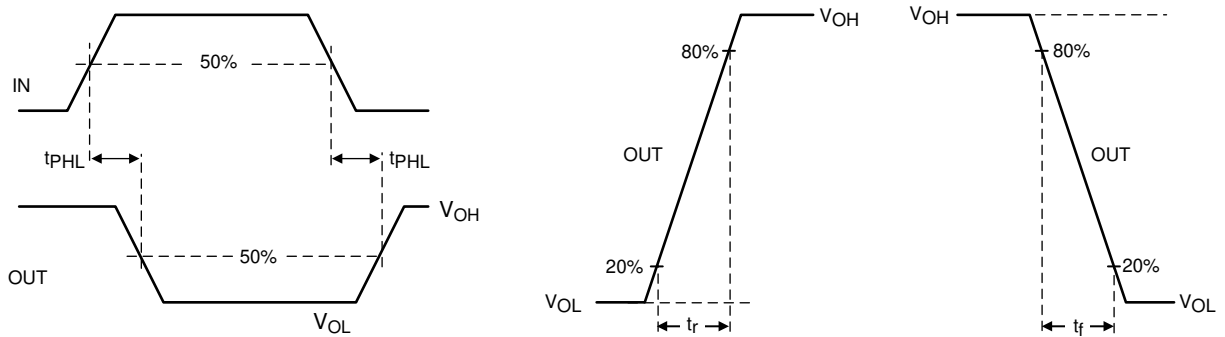 50%
IN
tPHL
tPHL
VOH
50%
OUT
VOL
VOH
80%
OUT
20%
VOL
tr
VOH
80%
OUT
20%
VOL
tf